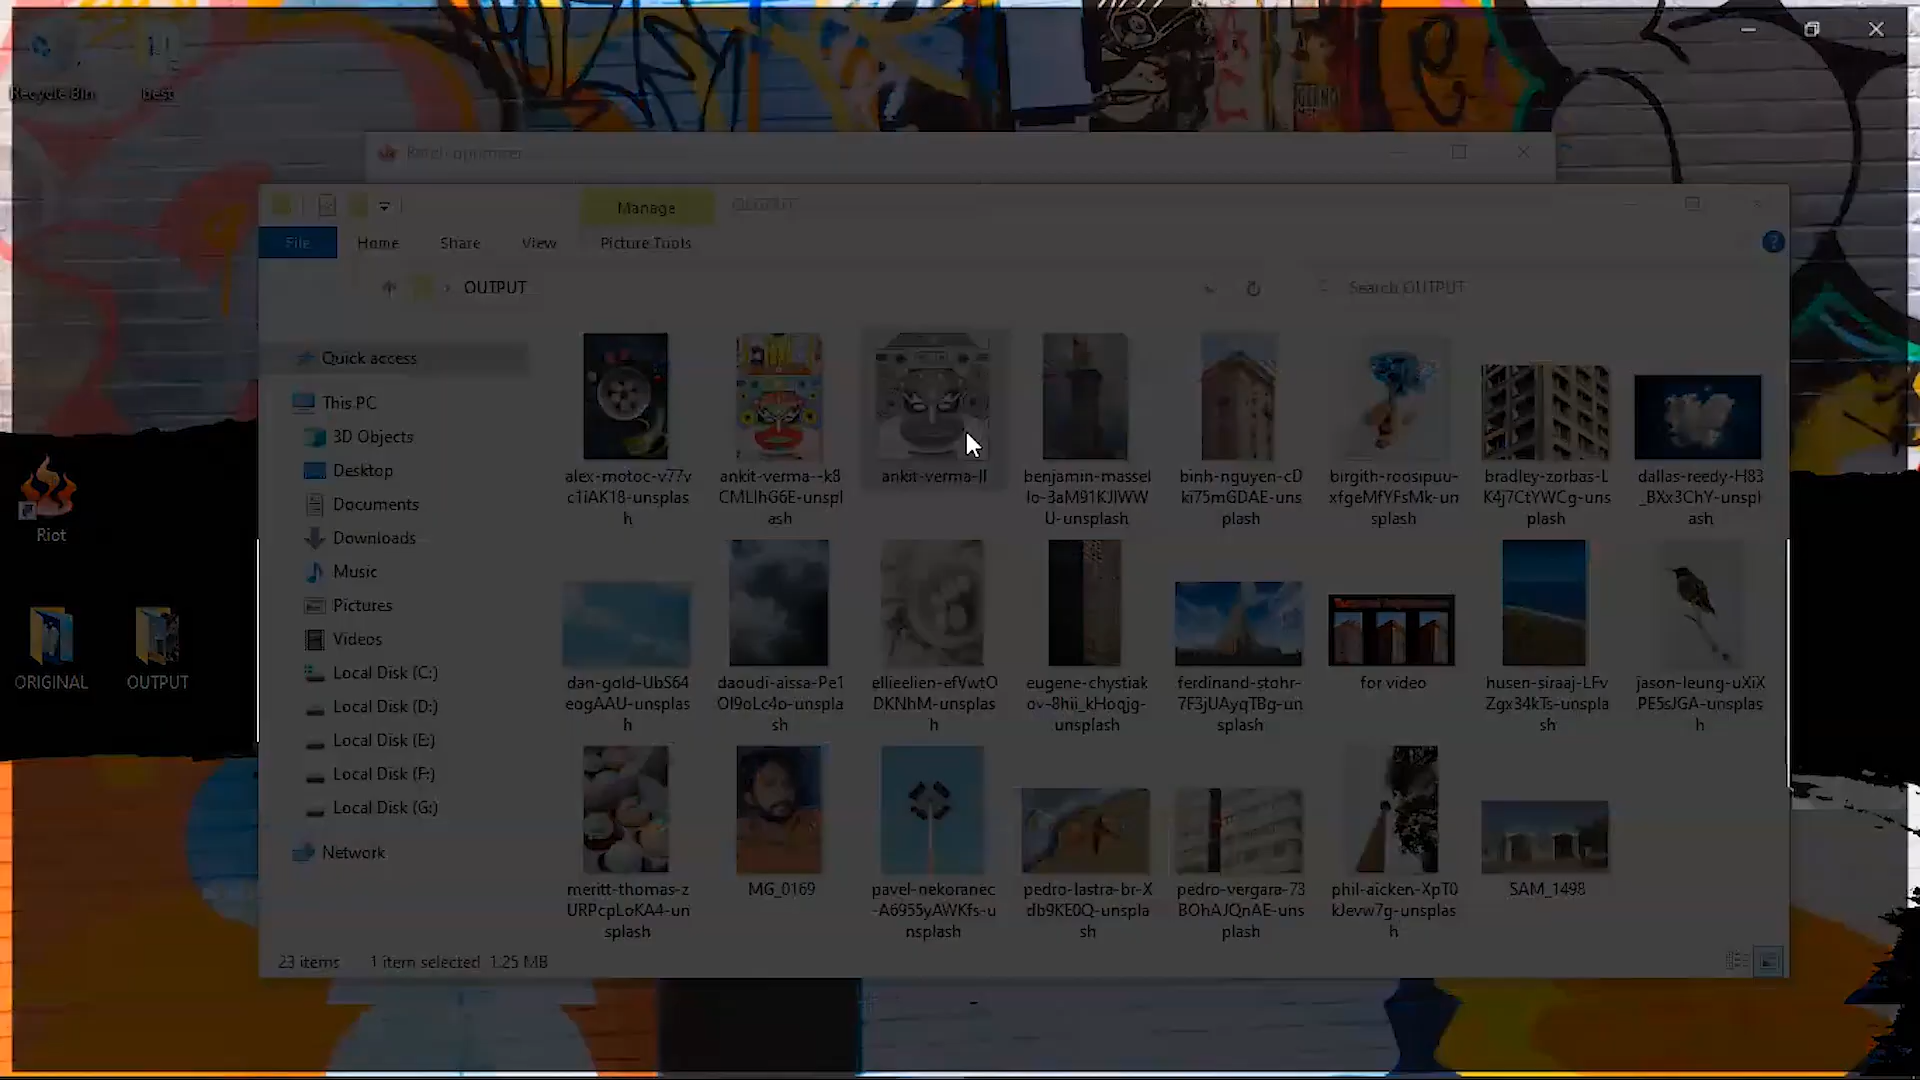 Recycle Bin
best
Batch optimizer
Manage
OUTPUT
File
Home
Share
View
Picture Tools
OUTPUT
Search OUTPUT
Quick access
This PC
3D Objects
Desktop
Documents
Downloads
Music
Pictures
Videos
Local Disk (C:)
Local Disk (D:)
Local Disk (E:)
Local Disk (F:)
Local Disk (G:)
Network
Riot
ORIGINAL
OUTPUT
alex-motoc-v77v
c1iAK18-unsplas
h
ankit-verma--k8
CMLIhG6E-unspl
ash
ankit-verma-II
benjamin-massel
lo-3aM91KJIWW
U-unsplash
binh-nguyen-cD
ki75mGDAE-uns
plash
birgith-roosipuu-
xfgeMfYFsMk-un
splash
bradley-zorbas-L
K4j7CtYWCg-uns
plash
dallas-reedy-H83
_BXx3ChY-unspl
ash
dan-gold-UbS64
eogAAU-unsplas
h
daoudi-aissa-Pe1
Ol9oLc4o-unspla
sh
ellieelien-efVwtO
DKNhM-unsplas
h
eugene-chystiak
ov-8hii_kHoqjg-
unsplash
ferdinand-stohr-
7F3jUAyqTBg-un
splash
for video
husen-siraaj-LFv
Zgx34kTs-unspla
sh
jason-leung-uXiX
PE5sJGA-unsplas
h
meritt-thomas-z
URPcpLoKA4-un
splash
MG_0169
pavel-nekoranec
-A6955yAWKfs-u
nsplash
pedro-lastra-br-X
db9KE0Q-unspla
sh
pedro-vergara-73
BOhAJQnAE-uns
plash
phil-aicken-XpT0
kJevw7g-unsplas
h
SAM_1498
23 items
1 item selected 1.25 MB